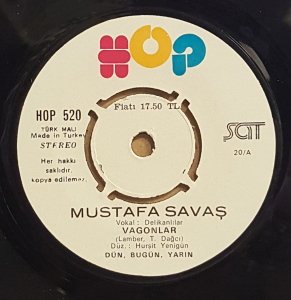 HOP
HOP 520
Fiatı 17.50 TL.
TÜRK MALI
Made in Turkey
STEREO
SAT
20/A
Her hakkı
saklıdır.
kopya edilemez.
MUSTAFA SAVAŞ
Vokal : Delikanlılar
VAGONLAR
(Lamber, T. Dağcı)
Düz. : Hurşit Yenigün
DÜN, BUGÜN, YARIN